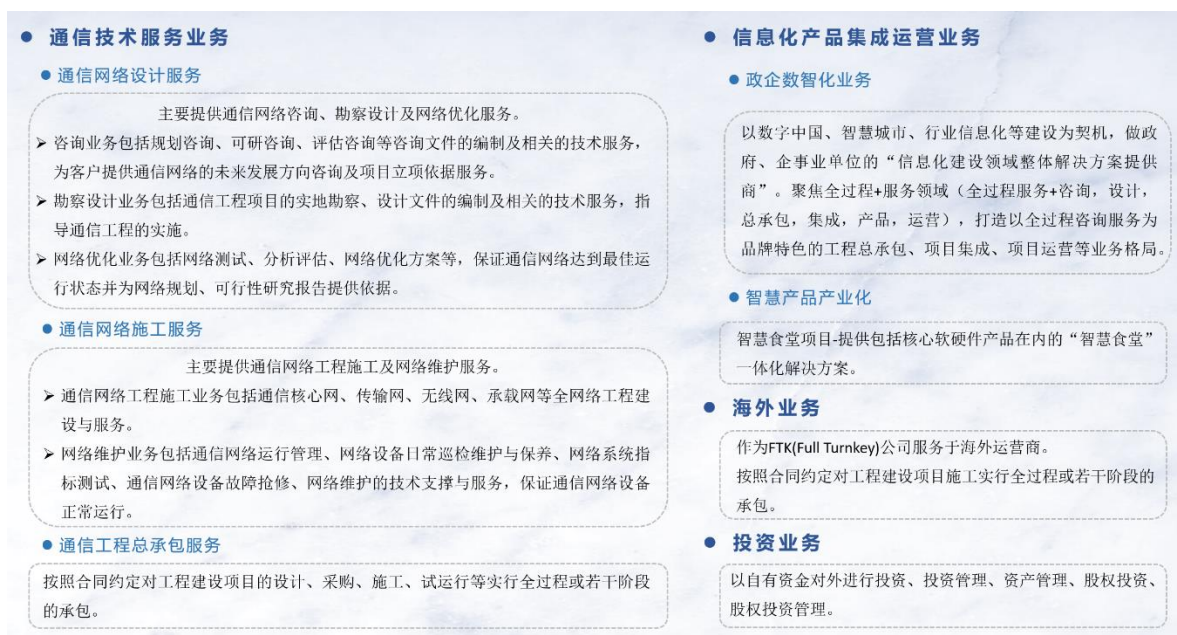 通信技术服务业务
通信网络设计服务
主要提供通信网络咨询、勘察设计及网络优化服务。
咨询业务包括规划咨询、可研咨询、评估咨询等咨询文件的编制及相关的技术服务，
为客户提供通信网络的未来发展方向咨询及项目立项依据服务。
勘察设计业务包括通信工程项目的实地勘察、设计文件的编制及相关的技术服务，指
导通信工程的实施。
网络优化业务包括网络测试、分析评估、网络优化方案等，保证通信网络达到最佳运
行状态并为网络规划、可行性研究报告提供依据。
通信网络施工服务
主要提供通信网络工程施工及网络维护服务。
通信网络工程施工业务包括通信核心网、传输网、无线网、承载网等全网络工程建
设与服务。
网络维护业务包括通信网络运行管理、网络设备日常巡检维护与保养、网络系统指
标测试、通信网络设备故障抢修、网络维护的技术支撑与服务，保证通信网络设备
正常运行。
通信工程总承包服务
按照合同约定对工程建设项目的设计、采购、施工、试运行等实行全过程或若干阶段
的承包。
信息化产品集成运营业务
政企数智化业务
以数字中国、智慧城市、行业信息化等建设为契机，做政
府、企事业单位的“信息化建设领域整体解决方案提供
商”。聚焦全过程+服务领域（全过程服务+咨询，设计，
总承包，集成，产品，运营），打造以全过程咨询服务为
品牌特色的工程总承包、项目集成、项目运营等业务格局。
智慧产品产业化
智慧食堂项目-提供包括核心软硬件产品在内的“智慧食堂”
一体化解决方案。
海外业务
作为FTK(Full Turnkey)公司服务于海外运营商。
按照合同约定对工程建设项目施工实行全过程或若干阶段的
承包。
投资业务
以自有资金对外进行投资、投资管理、资产管理、股权投资、
股权投资管理。